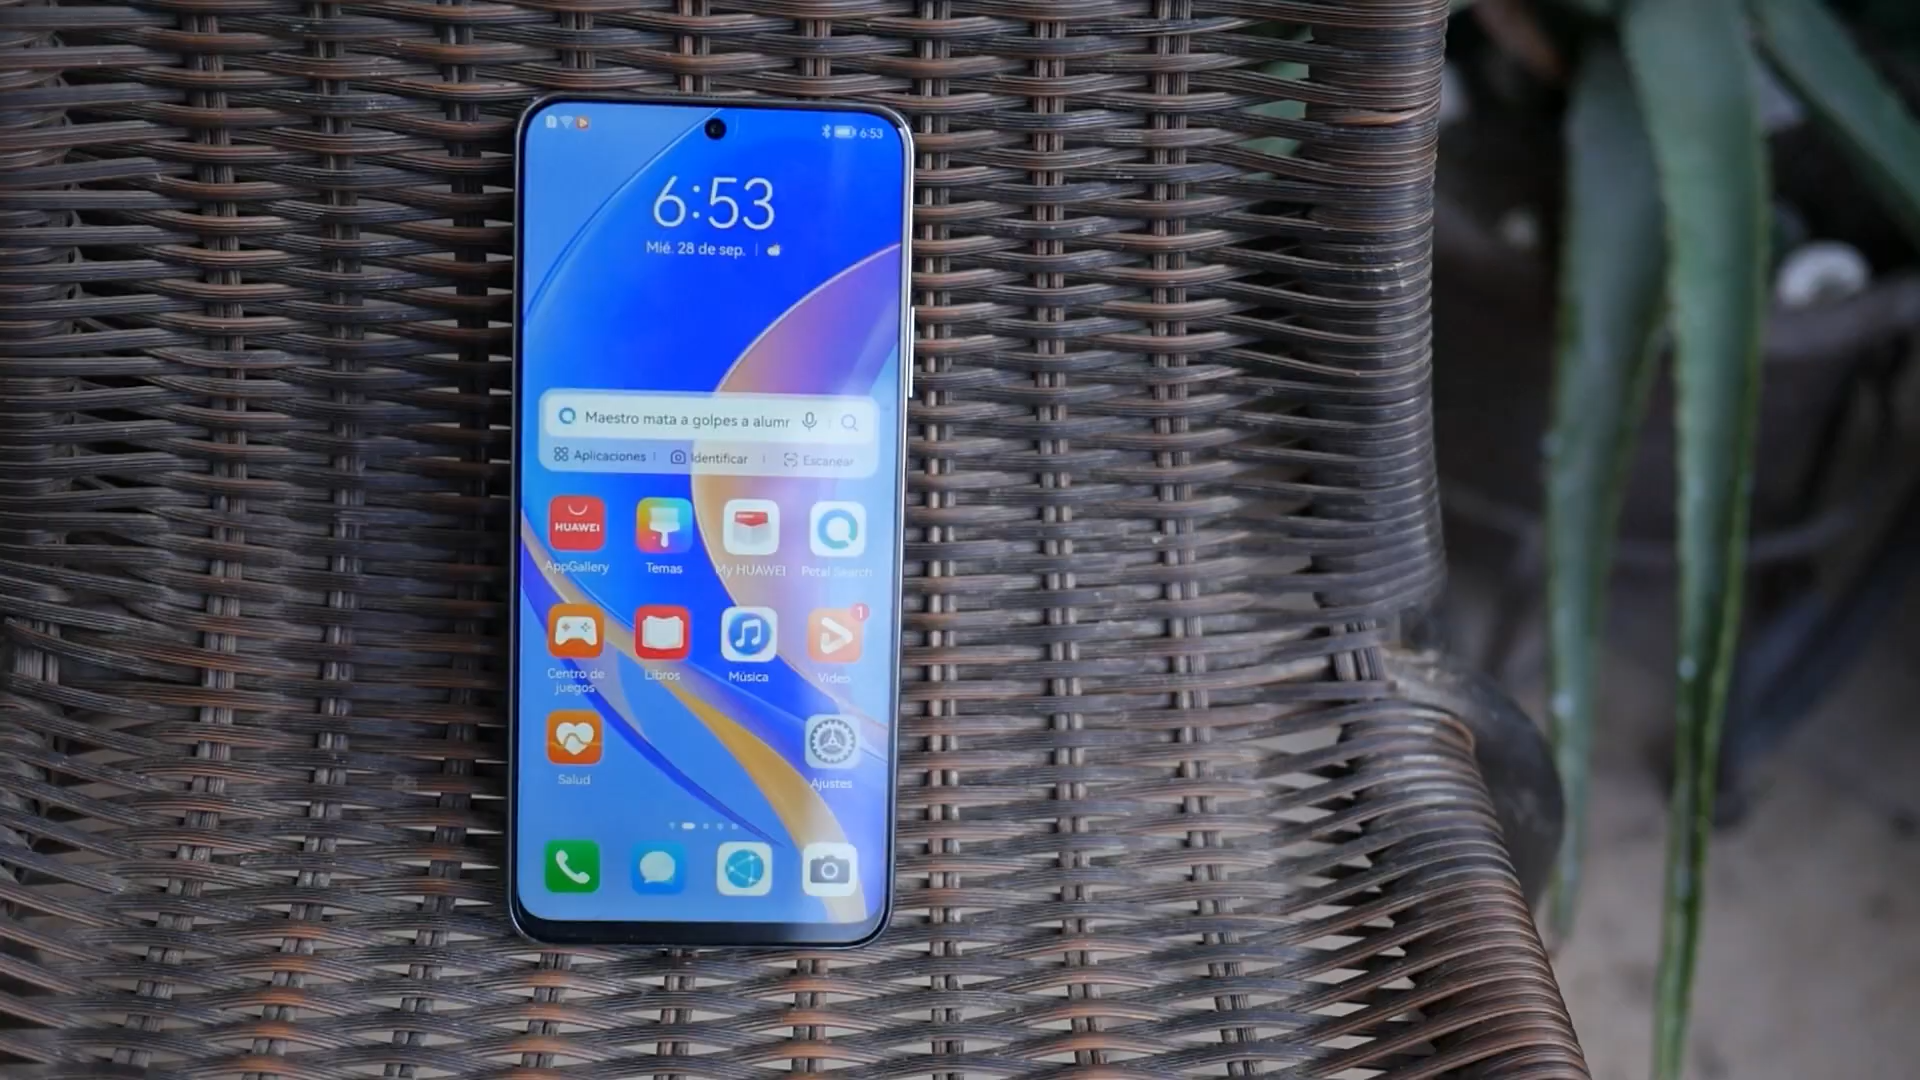 6:53
6:53
Mié. 28 de sep.
Maestro mata a golpes a alumr
Aplicaciones
Identificar
Escanear
HUAWEI
AppGallery
Temas
My HUAWEI
Petal Search
Centro de
juegos
Libros
Música
1
Video
Salud
Ajustes